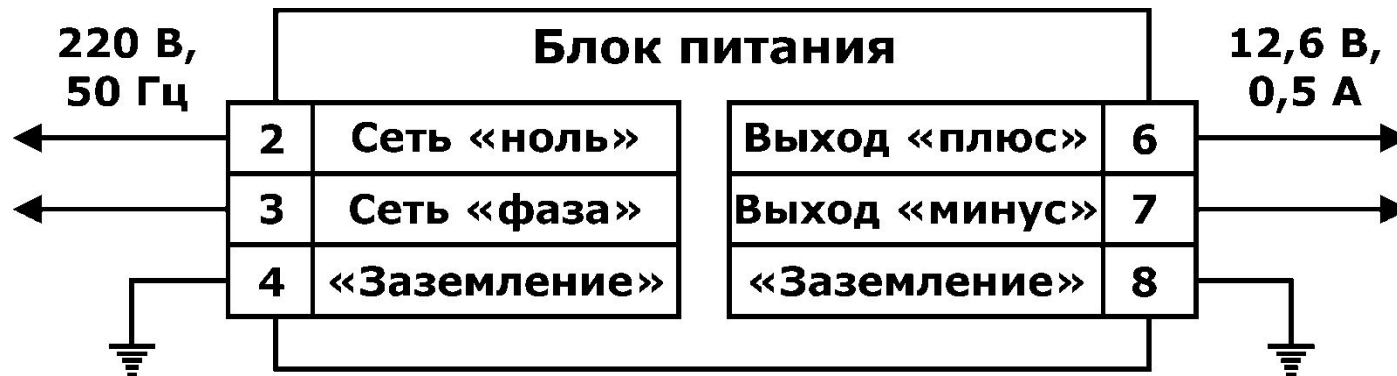 Блок питания
220 В,
50 Гц
2 Сеть «ноль»
3 Сеть «фаза»
4 «Заземление»
12,6 В,
0,5 А
Выход «плюс» 6
Выход «минус» 7
«Заземление» 8